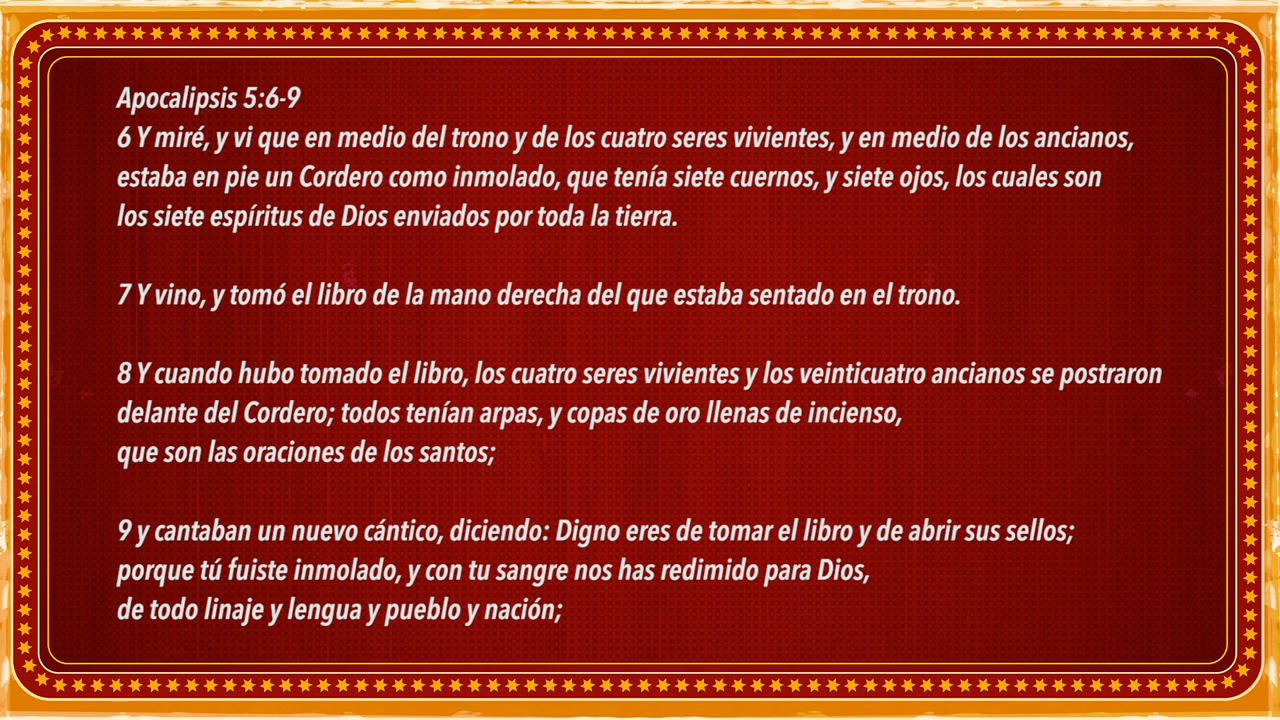 Apocalipsis 5:6-9
6 Y miré, y vi que en medio del trono y de los cuatro seres vivientes, y en medio de los ancianos,
estaba en pie un Cordero como inmolado, que tenía siete cuernos, y siete ojos, los cuales son
los siete espíritus de Dios enviados por toda la tierra.
7 Y vino, y tomó el libro de la mano derecha del que estaba sentado en el trono.
8 Y cuando hubo tomado el libro, los cuatro seres vivientes y los veinticuatro ancianos se postraron
delante del Cordero; todos tenían arpas, y copas de oro llenas de incienso,
que son las oraciones de los santos;
9 y cantaban un nuevo cántico, diciendo: Digno eres de tomar el libro y de abrir sus sellos;
porque tú fuiste inmolado, y con tu sangre nos has redimido para Dios,
de todo linaje y lengua y pueblo y nación;